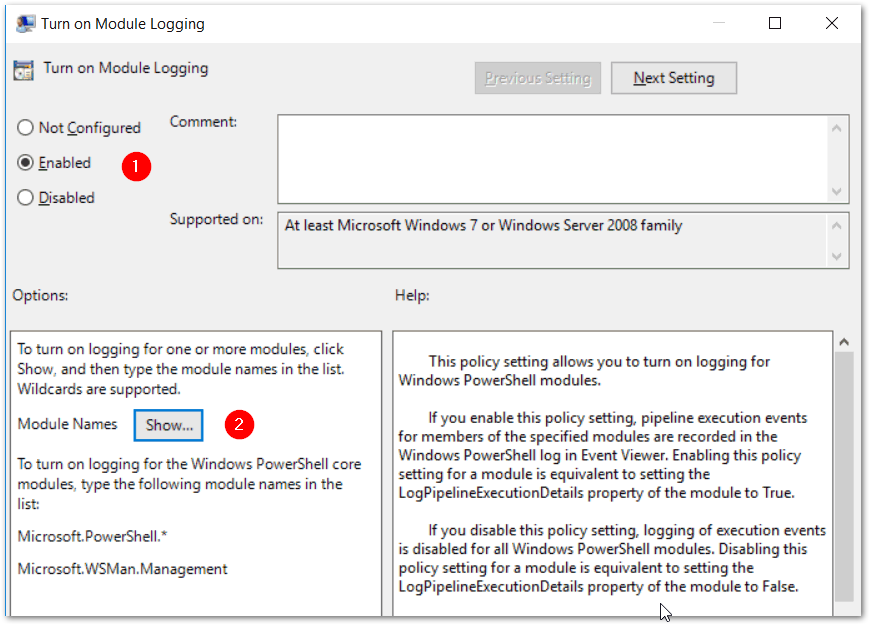 Turn on Module Logging
Turn on Module Logging
Previous Setting
Next Setting
Not Configured
Comment:
Enabled
1
Disabled
Supported on:
At least Microsoft Windows 7 or Windows Server 2008 family
Options:
Help:
To turn on logging for one or more modules, click
Show, and then type the module names in the list.
Wildcards are supported.
Module Names
Show...
2
To turn on logging for the Windows PowerShell core
modules, type the following module names in the
list:
Microsoft.PowerShell.*
Microsoft.WSMan.Management
This policy setting allows you to turn on logging for
Windows PowerShell modules.
If you enable this policy setting, pipeline execution events
for members of the specified modules are recorded in the
Windows PowerShell log in Event Viewer. Enabling this policy
setting for a module is equivalent to setting the
LogPipelineExecutionDetails property of the module to True.
If you disable this policy setting, logging of execution events
is disabled for all Windows PowerShell modules. Disabling this
policy setting for a module is equivalent to setting the
LogPipelineExecutionDetails property of the module to False.